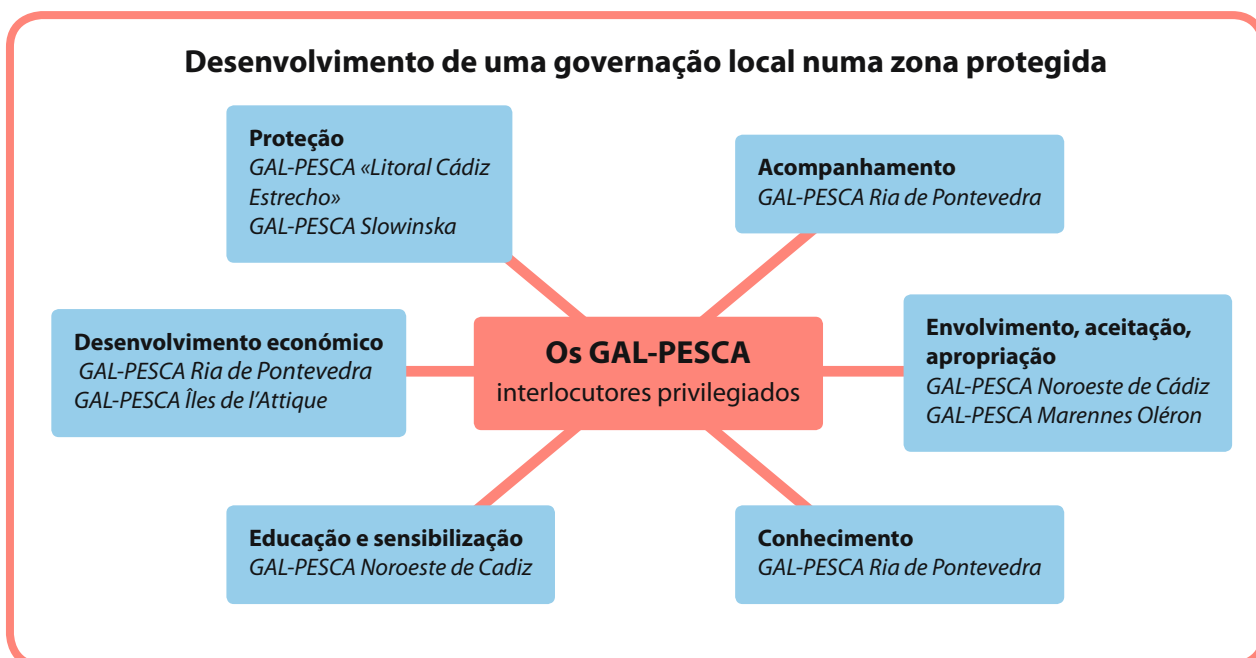 Desenvolvimento de uma governação local numa zona protegida
Proteção
GAL-PESCA «Litoral Cádiz
Estrecho»
GAL-PESCA Slowinska
Acompanhamento
GAL-PESCA Ria de Pontevedra
Desenvolvimento económico
GAL-PESCA Ria de Pontevedra
GAL-PESCA Îles de l'Attique
Os GAL-PESCA
interlocutores privilegiados
Envolvimento, aceitação,
apropriação
GAL-PESCA Noroeste de Cádiz
GAL-PESCA Marennes Oléron
Educação e sensibilização
GAL-PESCA Noroeste de Cadiz
Conhecimento
GAL-PESCA Ria de Pontevedra